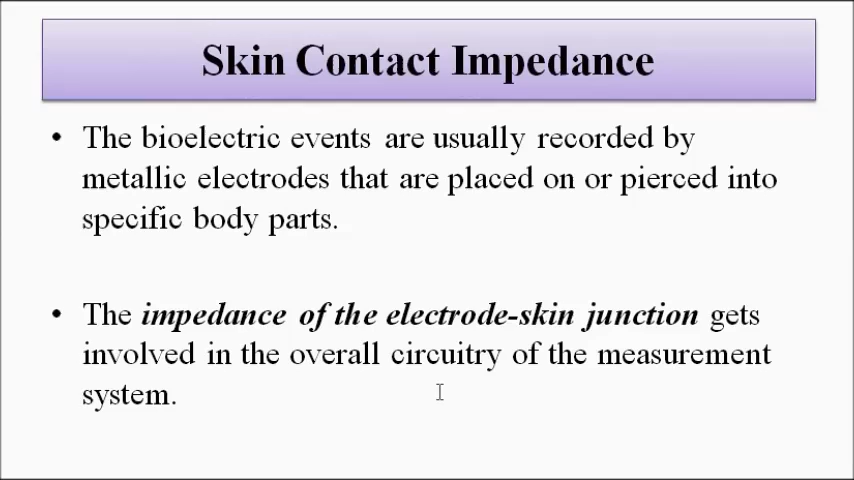 Skin Contact Impedance
• The bioelectric events are usually recorded by
metallic electrodes that are placed on or pierced into
specific body parts.
• The impedance of the electrode-skin junction gets
involved in the overall circuitry of the measurement
system.